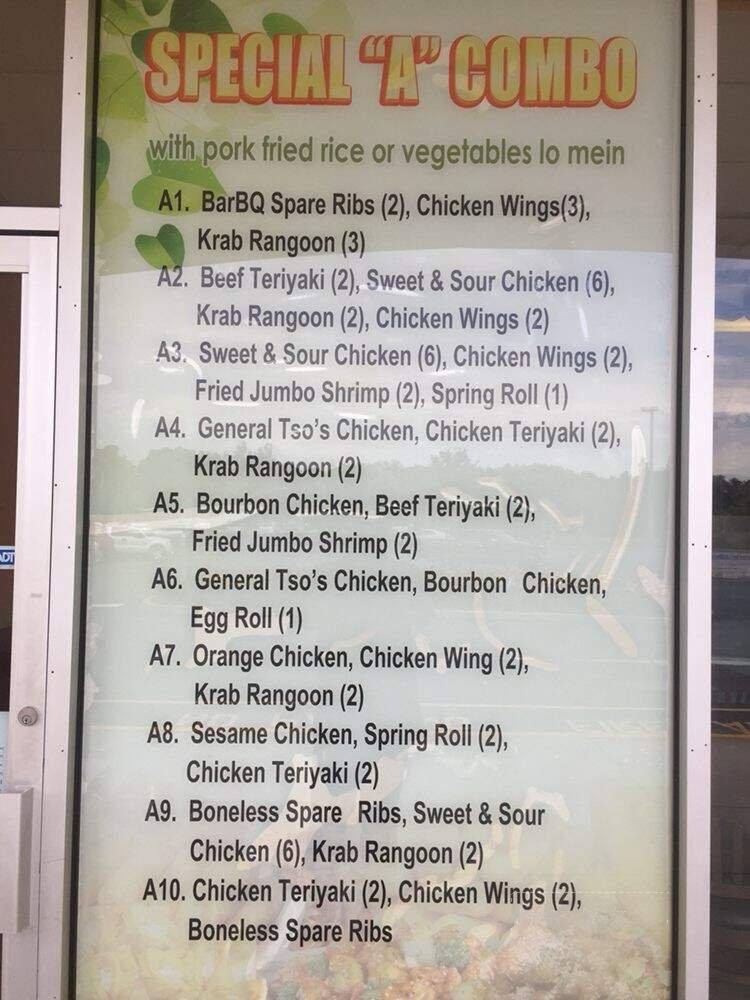 SPECIAL "A" COMBO
with pork fried rice or vegetables lo mein
A1. BarBQ Spare Ribs (2), Chicken Wings(3),
Krab Rangoon (3)
A2. Beef Teriyaki (2), Sweet & Sour Chicken (6),
Krab Rangoon (2), Chicken Wings (2)
A3. Sweet & Sour Chicken (6), Chicken Wings (2),
Fried Jumbo Shrimp (2), Spring Roll (1)
A4. General Tso's Chicken, Chicken Teriyaki (2),
Krab Rangoon (2)
A5. Bourbon Chicken, Beef Teriyaki (2),
Fried Jumbo Shrimp (2)
A6. General Tso's Chicken, Bourbon Chicken,
Egg Roll (1)
A7. Orange Chicken, Chicken Wing (2),
Krab Rangoon (2)
A8. Sesame Chicken, Spring Roll (2),
Chicken Teriyaki (2)
A9. Boneless Spare Ribs, Sweet & Sour
Chicken (6), Krab Rangoon (2)
A10. Chicken Teriyaki (2), Chicken Wings (2),
Boneless Spare Ribs
ADT